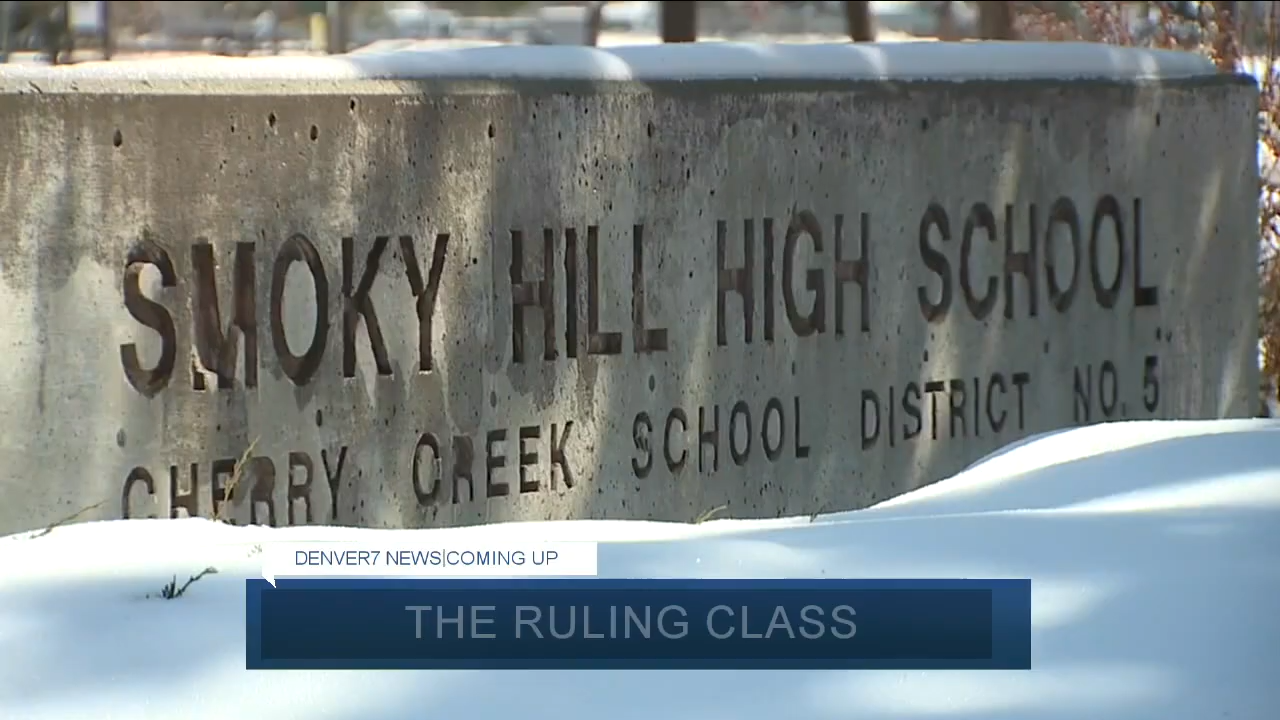 SMOKY HILL HIGH SCHOOL
CHERRY CREEK SCHOOL DISTRICT NO. 5
DENVER7 NEWS|COMING UP
THE RULING CLASS